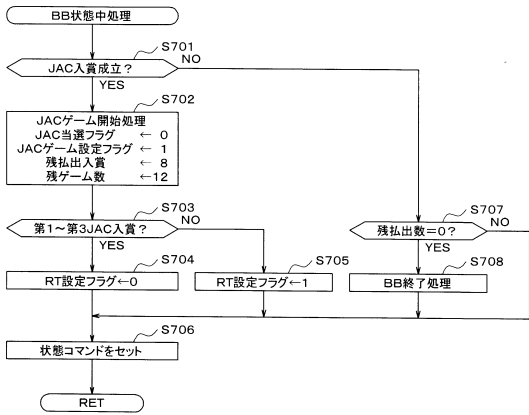 BB状態中処理
S701
JAC入賞成立?
NO
YES
S702
JACゲーム開始処理
JAC当選フラグ ← 0
JACゲーム設定フラグ ← 1
残払出入賞 ← 8
残ゲーム数 ←12
S703
第1〜第3JAC入賞?
NO
YES
S707
残払出数=0?
NO
YES
S704
RT設定フラグ←0
S705
RT設定フラグ←1
S708
BB終了処理
S706
状態コマンドをセット
RET